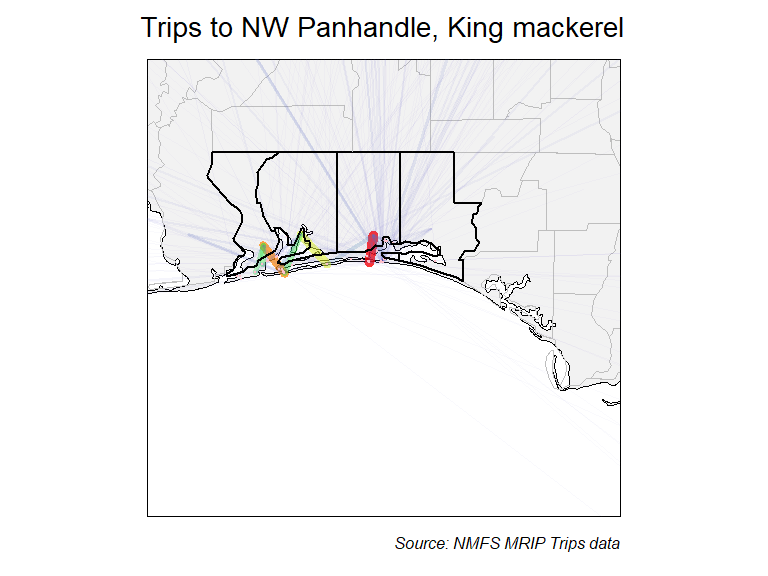 Trips to NW Panhandle, King mackerel
Source: NMFS MRIP Trips data